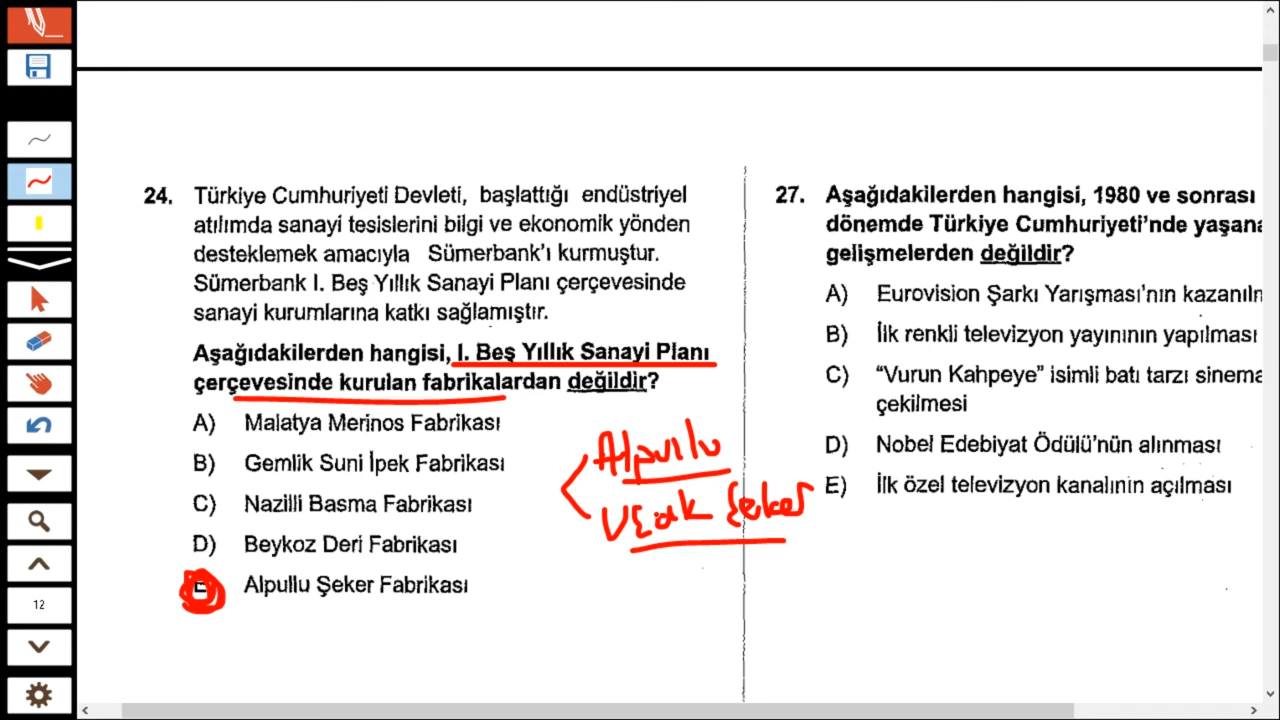 24. Türkiye Cumhuriyeti Devleti, başlattığı endüstriyel
atılımda sanayi tesislerini bilgi ve ekonomik yönden
desteklemek amacıyla Sümerbank'ı kurmuştur.
Sümerbank I. Beş Yıllık Sanayi Planı çerçevesinde
sanayi kurumlarına katkı sağlamıştır.
Aşağıdakilerden hangisi, I. Beş Yıllık Sanayi Planı
çerçevesinde kurulan fabrikalardan değildir?
A) Malatya Merinos Fabrikası
B) Gemlik Suni İpek Fabrikası
C) Nazilli Basma Fabrikası
D) Beykoz Deri Fabrikası
E) Alpullu Şeker Fabrikası
Alpullu
Uşak Şeker
27. Aşağıdakilerden hangisi, 1980 ve sonrası
dönemde Türkiye Cumhuriyeti'nde yaşana
gelişmelerden değildir?
A) Eurovision Şarkı Yarışması'nın kazanıln
B) İlk renkli televizyon yayınının yapılması
C) "Vurun Kahpeye" isimli batı tarzı sinema
çekilmesi
D) Nobel Edebiyat Ödülü'nün alınması
E) İlk özel televizyon kanalının açılması
12